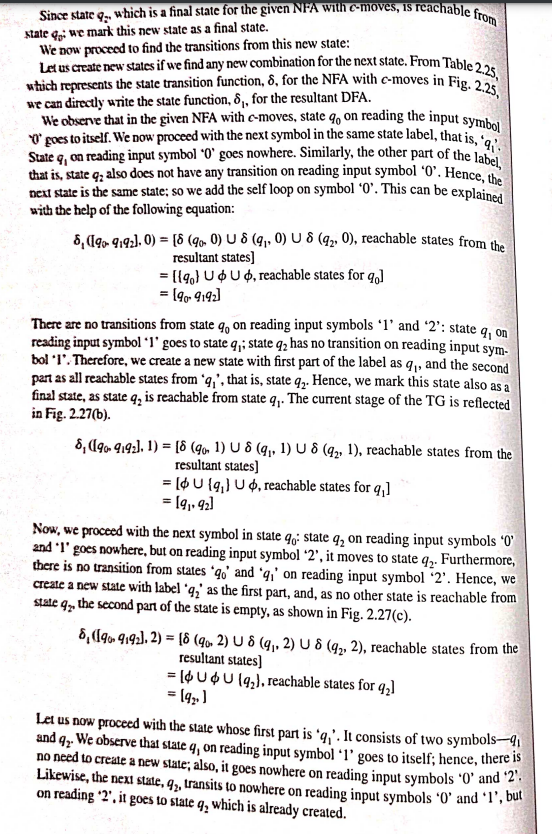 Since state q₂, which is a final state for the given NFA with ϵ-moves, is reachable from
state q₀; we mark this new state as a final state.
We now proceed to find the transitions from this new state:
Let us create new states if we find any new combination for the next state. From Table 2.25,
which represents the state transition function, δ, for the NFA with ϵ-moves in Fig. 2.25,
we can directly write the state function, δ₁, for the resultant DFA.
We observe that in the given NFA with ϵ-moves, state q₀ on reading the input symbol
'0' goes to itself. We now proceed with the next symbol in the same state label, that is, 'q₁'.
State q₁ on reading input symbol '0' goes nowhere. Similarly, the other part of the label,
that is, state q₂ also does not have any transition on reading input symbol '0'. Hence, the
next state is the same state; so we add the self loop on symbol '0'. This can be explained
with the help of the following equation:
δ₁([q₀, q₁q₂], 0) = [δ (q₀, 0) U δ (q₁, 0) U δ (q₂, 0), reachable states from the
resultant states]
= [{q₀} U ϕ U ϕ, reachable states for q₀]
= [q₀, q₁q₂]
There are no transitions from state q₀ on reading input symbols '1' and '2': state q₁ on
reading input symbol '1' goes to state q₁; state q₂ has no transition on reading input sym-
bol '1'. Therefore, we create a new state with first part of the label as q₁, and the second
part as all reachable states from 'q₁', that is, state q₂. Hence, we mark this state also as a
final state, as state q₂ is reachable from state q₁. The current stage of the TG is reflected
in Fig. 2.27(b).
δ₁([q₀, q₁q₂], 1) = [δ (q₀, 1) U δ (q₁, 1) U δ (q₂, 1), reachable states from the
resultant states]
= [ϕ U {q₁} U ϕ, reachable states for q₁]
= [q₁, q₂]
Now, we proceed with the next symbol in state q₀: state q₂ on reading input symbols '0'
and '1' goes nowhere, but on reading input symbol '2', it moves to state q₂. Furthermore,
there is no transition from states 'q₀' and 'q₁' on reading input symbol '2'. Hence, we
create a new state with label 'q₂' as the first part, and, as no other state is reachable from
state q₂, the second part of the state is empty, as shown in Fig. 2.27(c).
δ₁([q₀, q₁q₂], 2) = [δ (q₀, 2) U δ (q₁, 2) U δ (q₂, 2), reachable states from the
resultant states]
= [ϕ U ϕ U {q₂}, reachable states for q₂]
= [q₂, ]
Let us now proceed with the state whose first part is 'q₁'. It consists of two symbols—q₁
and q₂. We observe that state q₁ on reading input symbol '1' goes to itself; hence, there is
no need to create a new state; also, it goes nowhere on reading input symbols '0' and '2'.
Likewise, the next state, q₂, transits to nowhere on reading input symbols '0' and '1', but
on reading '2', it goes to state q₂ which is already created.